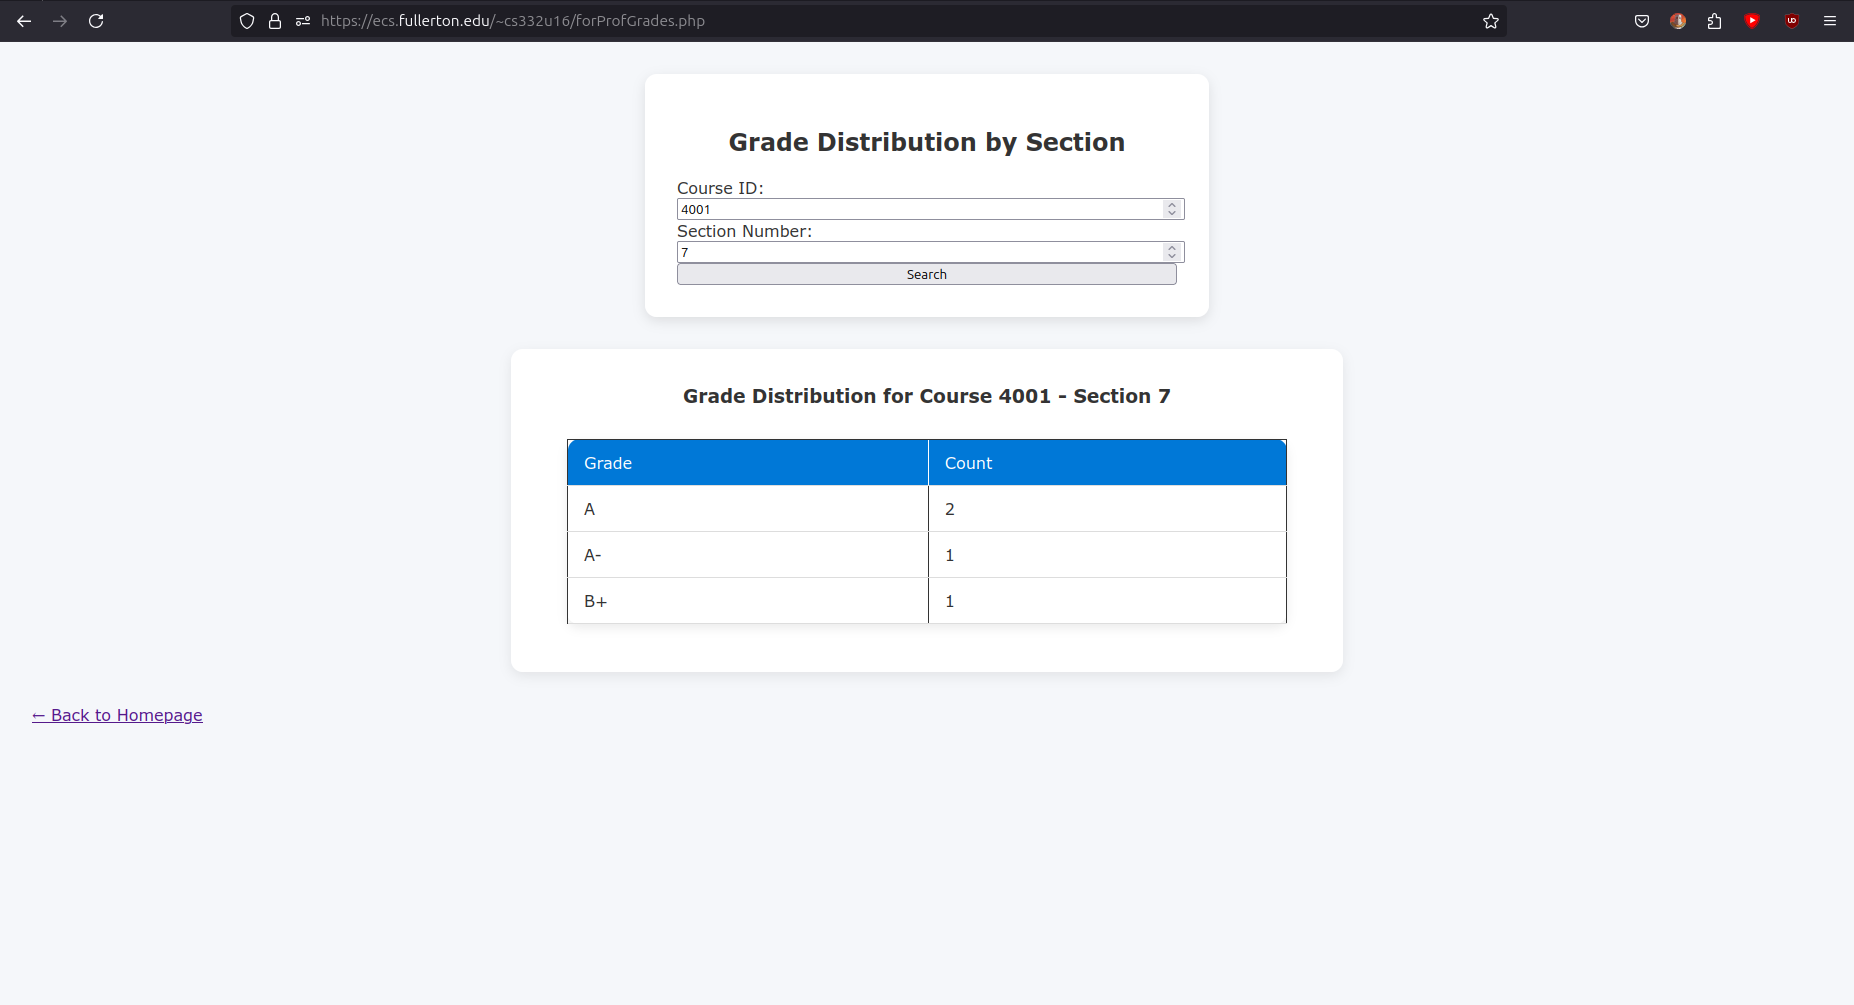 https://ecs.fullerton.edu/~cs332u16/forProfGrades.php
Grade Distribution by Section
Course ID:
4001
Section Number:
7
Search
Grade Distribution for Course 4001 - Section 7
Grade Count
A 2
A- 1
B+ 1
← Back to Homepage